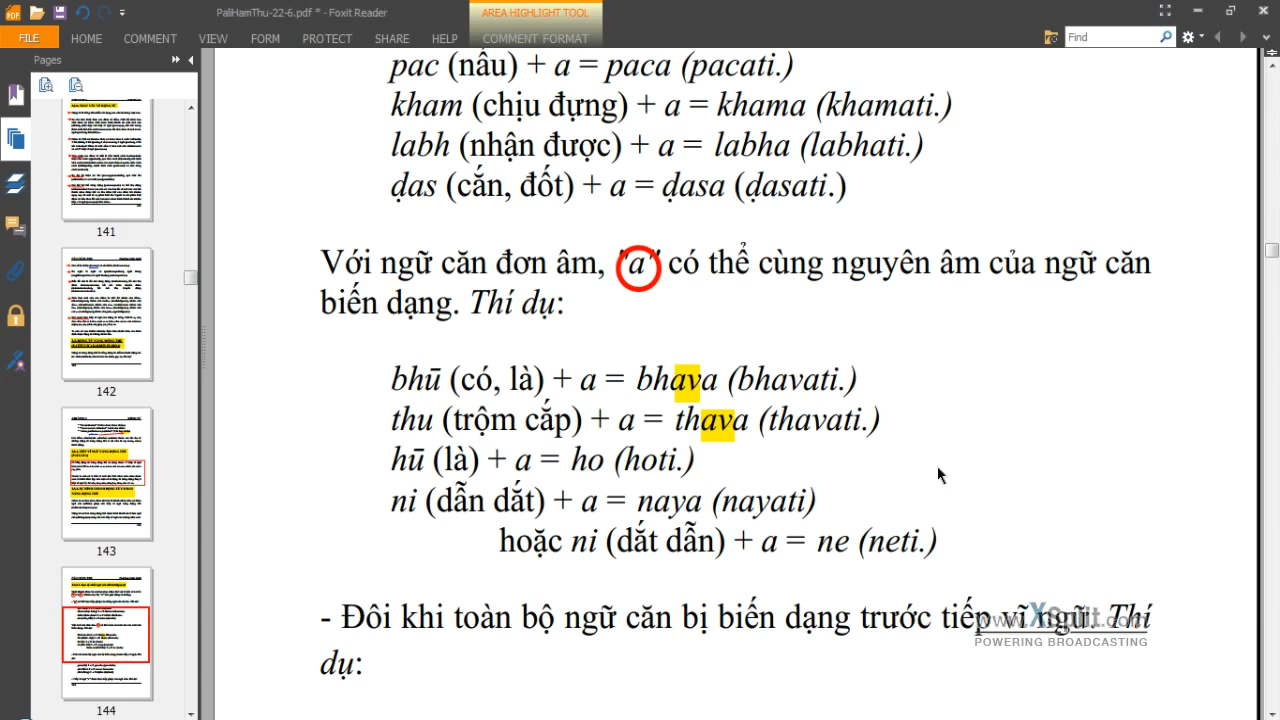 PaliHamThu-22-6.pdf * - Foxit Reader
AREA HIGHLIGHT TOOL
FILE HOME COMMENT VIEW FORM PROTECT SHARE HELP COMMENT FORMAT Find
Pages
pac (nấu) + a = paca (pacati.)
kham (chịu đựng) + a = khama (khamati.)
labh (nhận được) + a = labha (labhati.)
ḍas (cắn, đốt) + a = ḍasa (ḍasati.)
Với ngữ căn đơn âm, "a" có thể cùng nguyên âm của ngữ căn
biến dạng. Thí dụ:
bhū (có, là) + a = bhava (bhavati.)
thu (trộm cắp) + a = thava (thavati.)
hū (là) + a = ho (hoti.)
ni (dẫn dắt) + a = naya (nayati)
hoặc ni (dắt dẫn) + a = ne (neti.)
- Đôi khi toàn bộ ngữ căn bị biến dạng trước tiếp vĩ ngữ. Thí
dụ:
www.XSplit.com
POWERING BROADCASTING
141
142
143
144